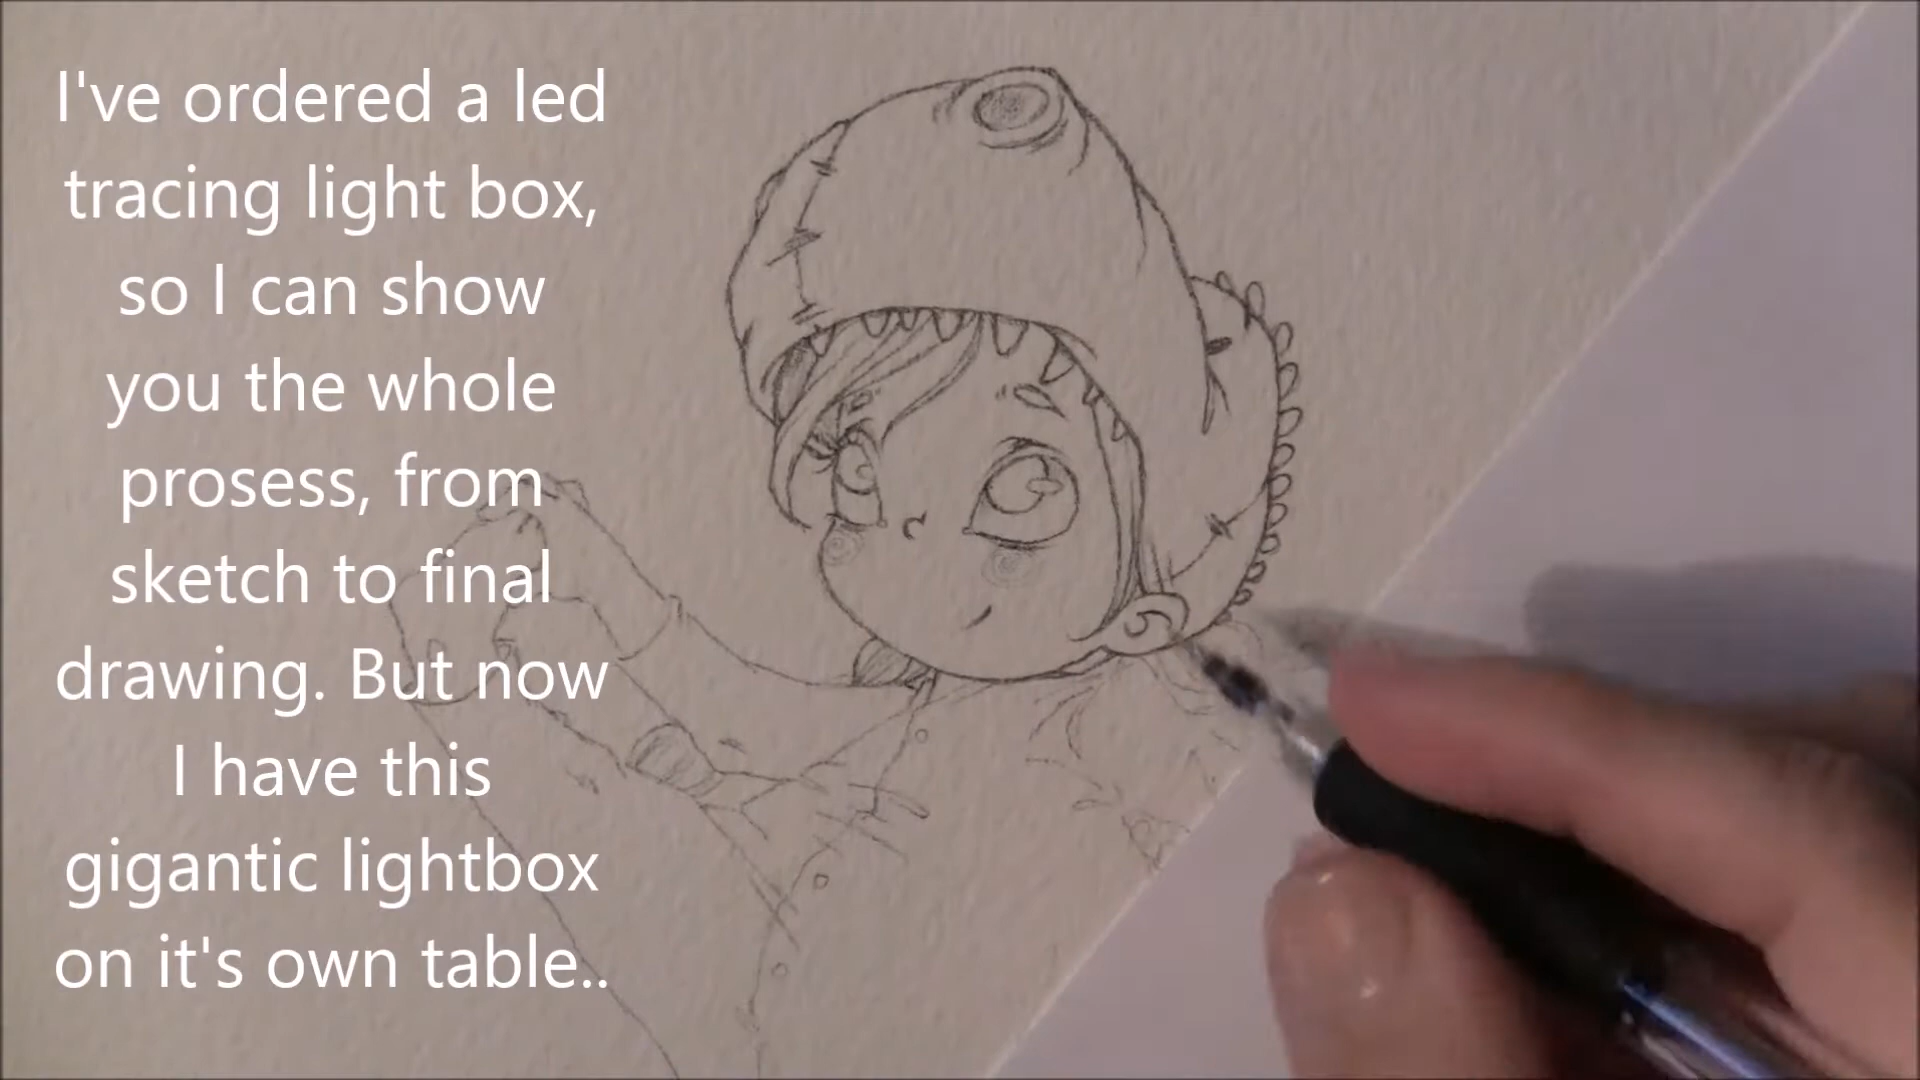 I've ordered a led
tracing light box,
so I can show
you the whole
prosess, from
sketch to final
drawing. But now
I have this
gigantic lightbox
on it's own table..